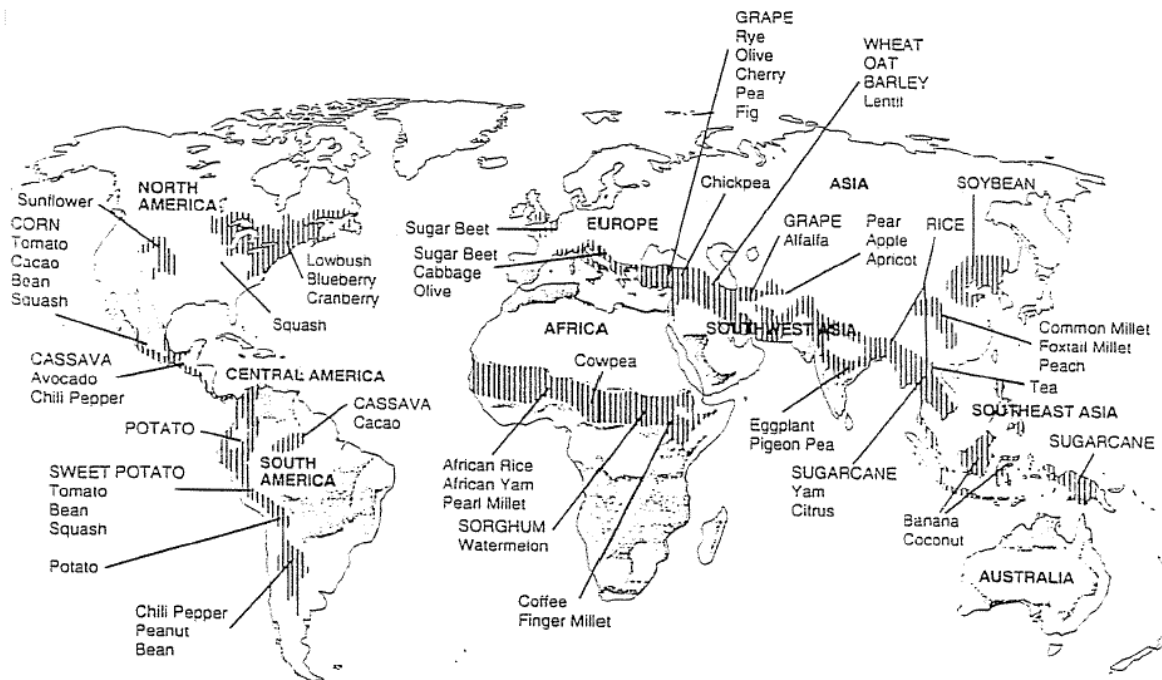 GRAPE
Rye
Olive
Cherry
Pea
Fig
WHEAT
OAT
BARLEY
Lentil
NORTH
AMERICA
Sunflower
CORN
Tomato
Cacao
Bean
Squash
Lowbush
Blueberry
Cranberry
Squash
CASSAVA
Avocado
Chili Pepper
CENTRAL AMERICA
CASSAVA
Cacao
POTATO
SOUTH
AMERICA
SWEET POTATO
Tomato
Bean
Squash
Potato
Chili Pepper
Peanut
Bean
Sugar Beet
EUROPE
Sugar Beet
Cabbage
Olive
Chickpea
ASIA
SOYBEAN
GRAPE
Alfalfa
Pear
Apple
Apricot
RICE
AFRICA
SOUTHWEST ASIA
Cowpea
African Rice
African Yam
Pearl Millet
SORGHUM
Watermelon
Coffee
Finger Millet
Eggplant
Pigeon Pea
SUGARCANE
Yam
Citrus
Common Millet
Foxtail Millet
Peach
Tea
SOUTHEAST ASIA
SUGARCANE
Banana
Coconut
AUSTRALIA